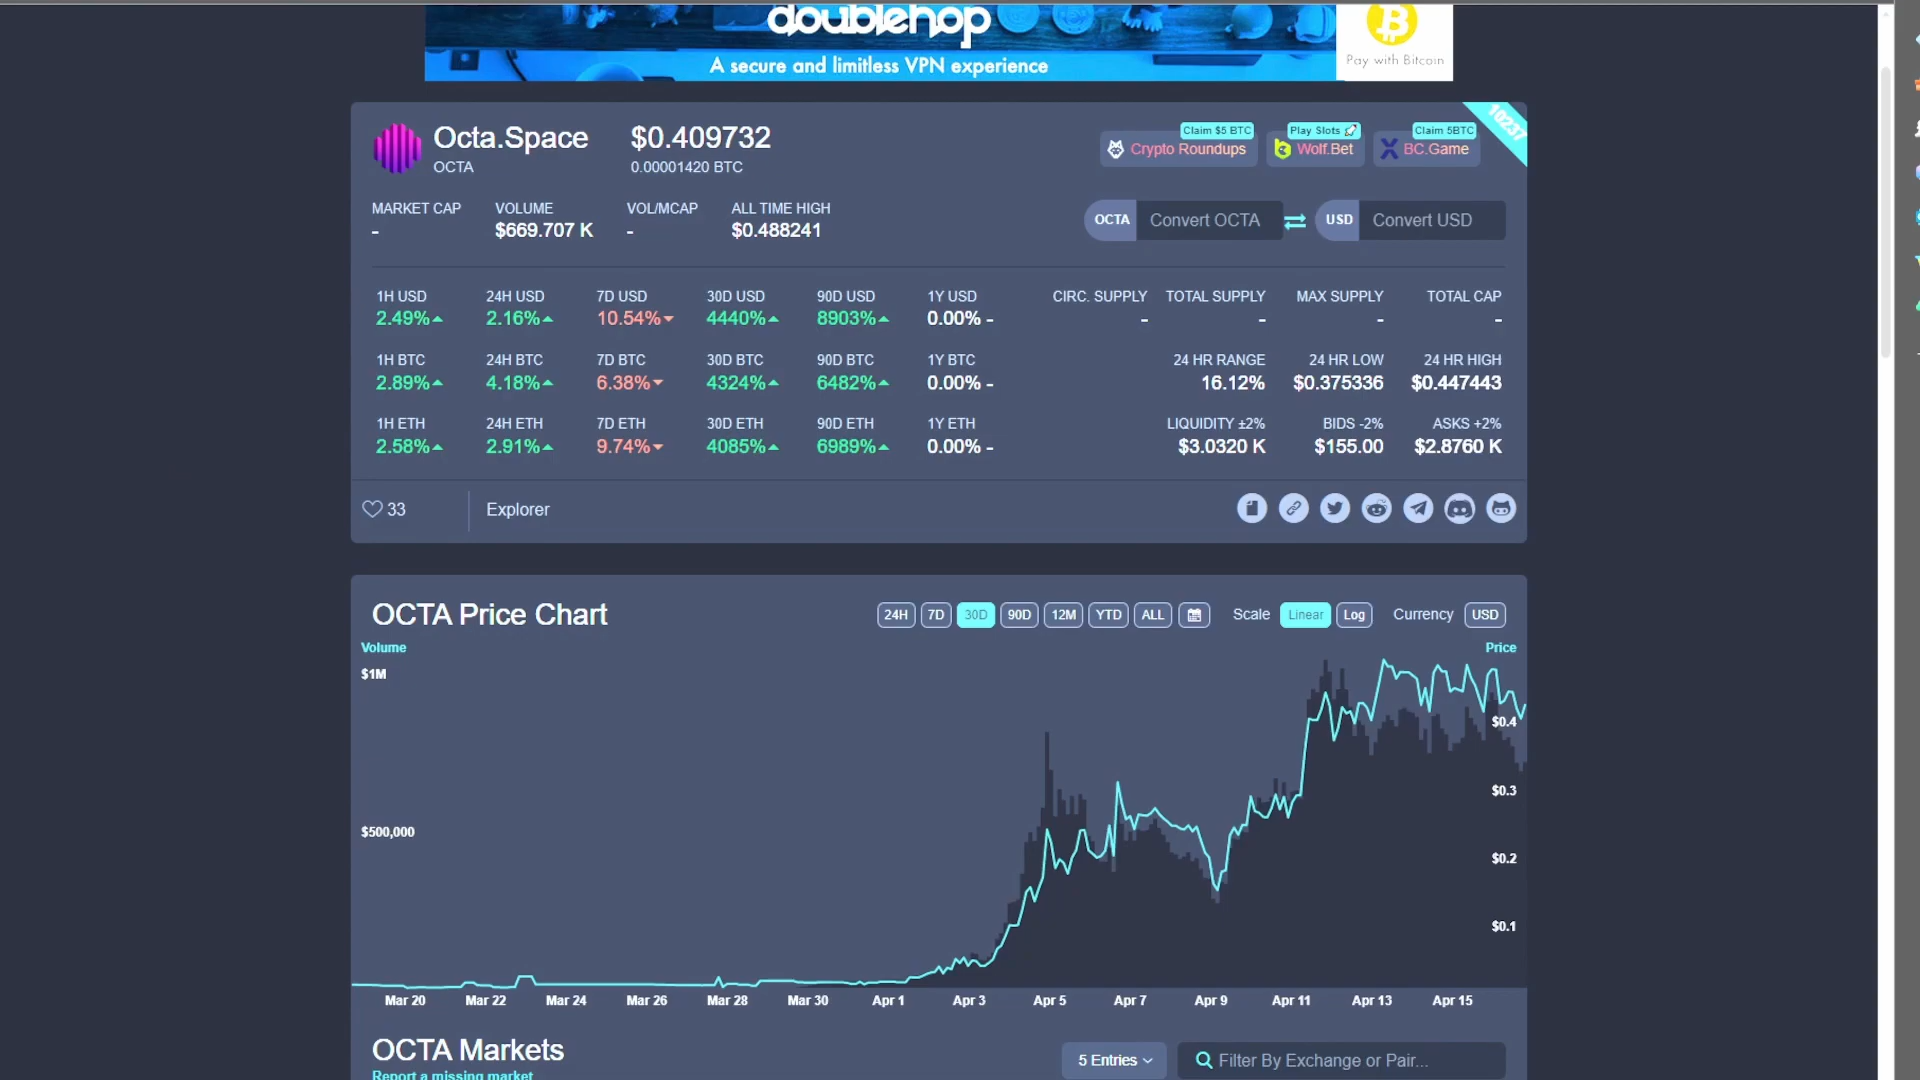 doublehop
A secure and limitless VPN experience
Pay with Bitcoin
10237
Octa.Space
OCTA
$0.409732
0.00001420 BTC
Claim $5 BTC
Crypto Roundups
Play Slots 🚀
Wolf.Bet
Claim 5BTC
BC.Game
MARKET CAP
-
VOLUME
$669.707 K
VOL/MCAP
-
ALL TIME HIGH
$0.488241
OCTA Convert OCTA
USD Convert USD
1H USD 24H USD 7D USD 30D USD 90D USD 1Y USD CIRC. SUPPLY TOTAL SUPPLY MAX SUPPLY TOTAL CAP
2.49% 2.16% 10.54% 4440% 8903% 0.00% - - - - -
1H BTC 24H BTC 7D BTC 30D BTC 90D BTC 1Y BTC 24 HR RANGE 24 HR LOW 24 HR HIGH
2.89% 4.18% 6.38% 4324% 6482% 0.00% - 16.12% $0.375336 $0.447443
1H ETH 24H ETH 7D ETH 30D ETH 90D ETH 1Y ETH LIQUIDITY ±2% BIDS -2% ASKS +2%
2.58% 2.91% 9.74% 4085% 6989% 0.00% - $3.0320 K $155.00 $2.8760 K
33 Explorer
OCTA Price Chart
24H 7D 30D 90D 12M YTD ALL Scale Linear Log Currency USD
Volume Price
$1M
$0.4
$0.3
$500,000
$0.2
$0.1
Mar 20 Mar 22 Mar 24 Mar 26 Mar 28 Mar 30 Apr 1 Apr 3 Apr 5 Apr 7 Apr 9 Apr 11 Apr 13 Apr 15
OCTA Markets
5 Entries Filter By Exchange or Pair...
Report a missing market